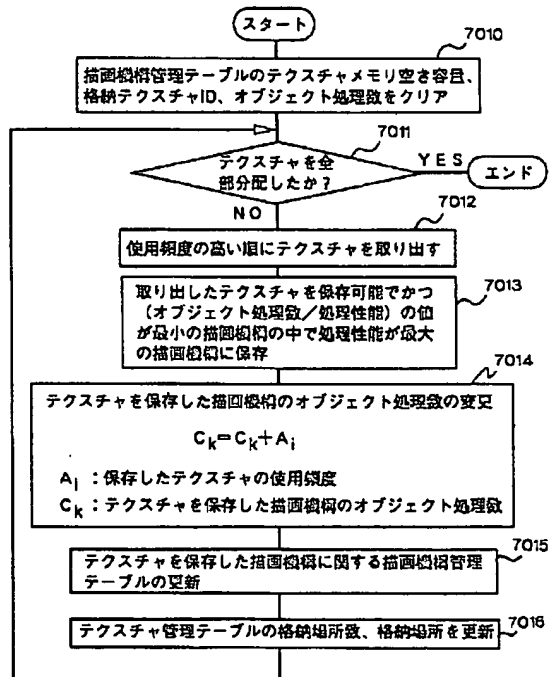 スタート
7010
描画機構管理テーブルのテクスチャメモリ空き容量、
格納テクスチャID、オブジェクト処理数をクリア
7011
テクスチャを全
部分配したか？
YES
エンド
NO
7012
使用頻度の高い順にテクスチャを取り出す
7013
取り出したテクスチャを保存可能でかつ
（オブジェクト処理数／処理性能）の値
が最小の描画機構の中で処理性能が最大
の描画機構に保存
7014
テクスチャを保存した描画機構のオブジェクト処理数の変更
Ck=Ck+Ai
Ai：保存したテクスチャの使用頻度
Ck：テクスチャを保存した描画機構のオブジェクト処理数
7015
テクスチャを保存した描画機構に関する描画機構管理
テーブルの更新
7016
テクスチャ管理テーブルの格納場所数、格納場所を更新